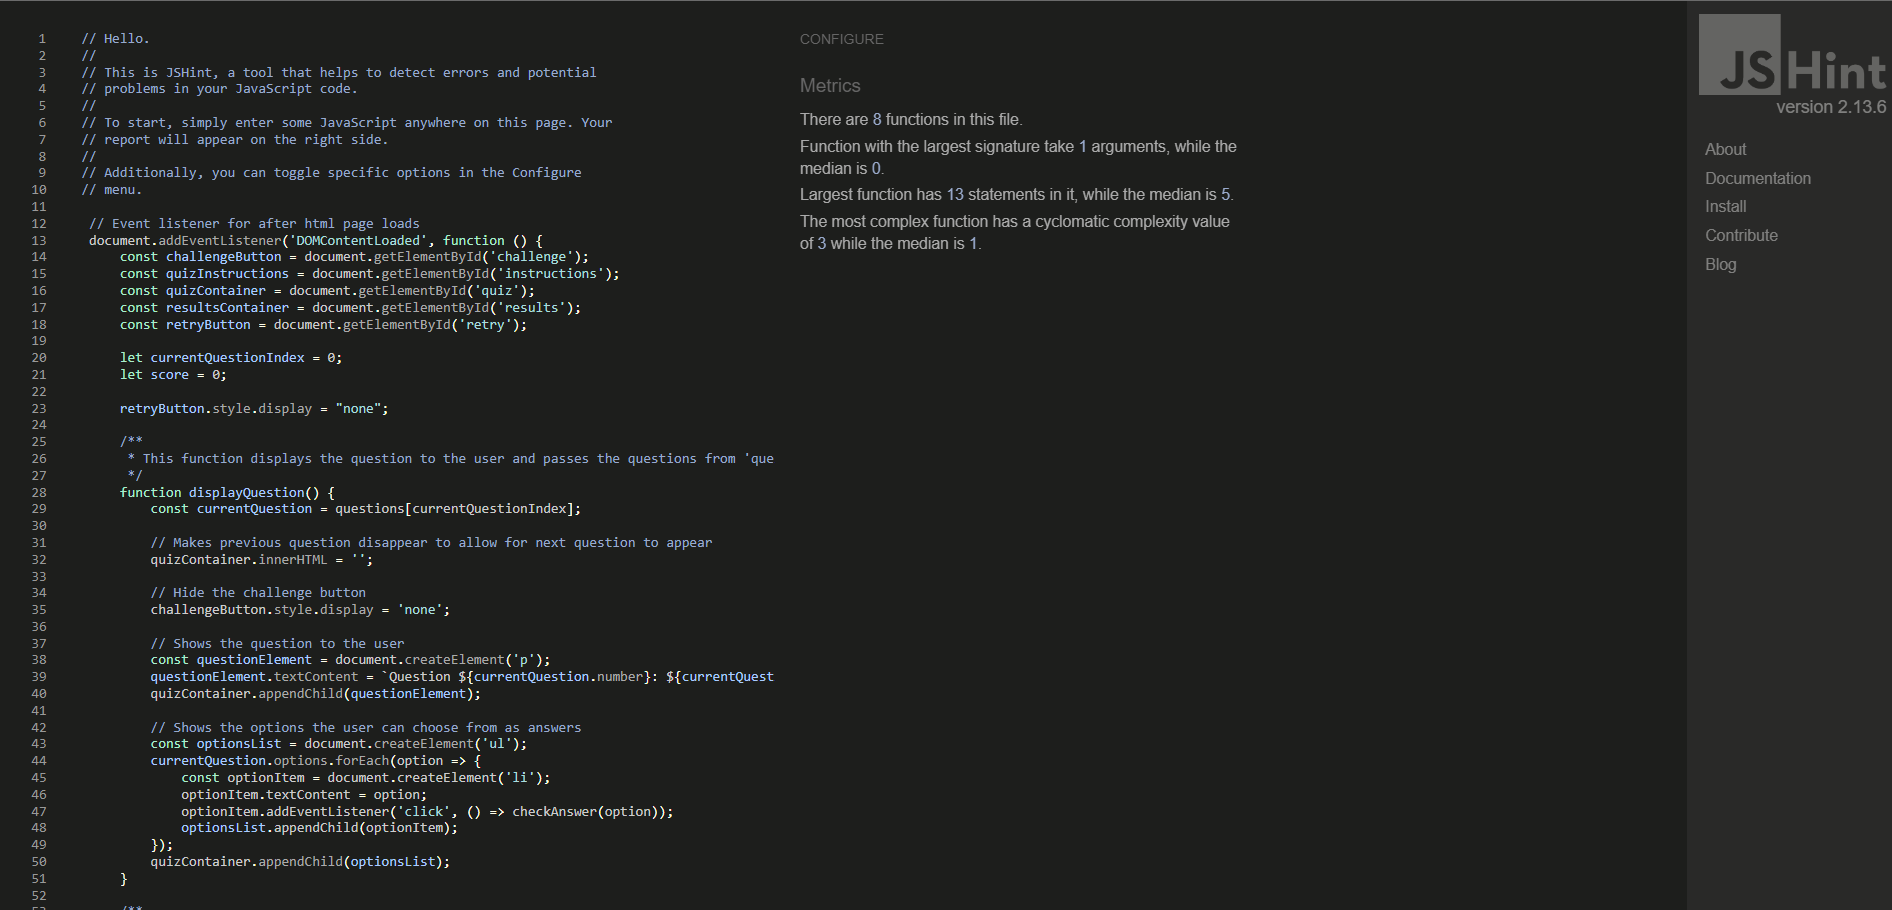 1 // Hello.
2 //
3 // This is JSHint, a tool that helps to detect errors and potential
4 // problems in your JavaScript code.
5 //
6 // To start, simply enter some JavaScript anywhere on this page. Your
7 // report will appear on the right side.
8 //
9 // Additionally, you can toggle specific options in the Configure
10 // menu.
11
12 // Event listener for after html page loads
13 document.addEventListener('DOMContentLoaded', function () {
14 const challengeButton = document.getElementById('challenge');
15 const quizInstructions = document.getElementById('instructions');
16 const quizContainer = document.getElementById('quiz');
17 const resultsContainer = document.getElementById('results');
18 const retryButton = document.getElementById('retry');
19
20 let currentQuestionIndex = 0;
21 let score = 0;
22
23 retryButton.style.display = "none";
24
25 /**
26 * This function displays the question to the user and passes the questions from 'que
27 */
28 function displayQuestion() {
29 const currentQuestion = questions[currentQuestionIndex];
30
31 // Makes previous question disappear to allow for next question to appear
32 quizContainer.innerHTML = '';
33
34 // Hide the challenge button
35 challengeButton.style.display = 'none';
36
37 // Shows the question to the user
38 const questionElement = document.createElement('p');
39 questionElement.textContent = `Question ${currentQuestion.number}: ${currentQuest
40 quizContainer.appendChild(questionElement);
41
42 // Shows the options the user can choose from as answers
43 const optionsList = document.createElement('ul');
44 currentQuestion.options.forEach(option => {
45 const optionItem = document.createElement('li');
46 optionItem.textContent = option;
47 optionItem.addEventListener('click', () => checkAnswer(option));
48 optionsList.appendChild(optionItem);
49 });
50 quizContainer.appendChild(optionsList);
51 }
52
53 /**
CONFIGURE
Metrics
There are 8 functions in this file.
Function with the largest signature take 1 arguments, while the
median is 0.
Largest function has 13 statements in it, while the median is 5.
The most complex function has a cyclomatic complexity value
of 3 while the median is 1.
JSHint
version 2.13.6
About
Documentation
Install
Contribute
Blog